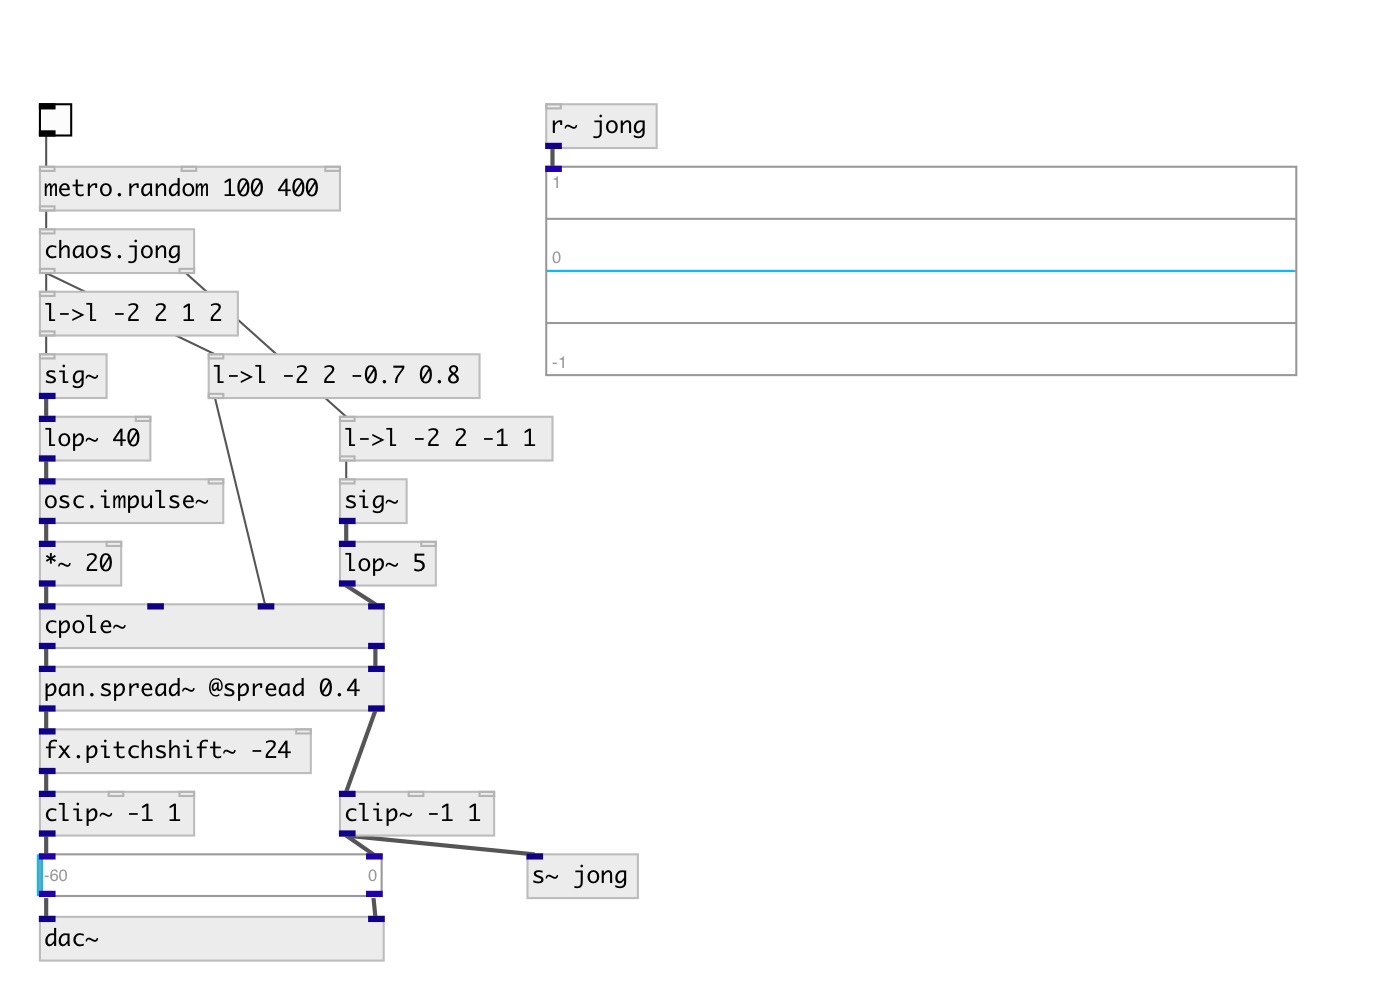 r~ jong
metro.random 100 400
1
chaos.jong
0
l->l -2 2 1 2
-1
sig~
l->l -2 2 -0.7 0.8
lop~ 40
l->l -2 2 -1 1
osc.impulse~
sig~
*~ 20
lop~ 5
cpole~
pan.spread~ @spread 0.4
fx.pitchshift~ -24
clip~ -1 1
clip~ -1 1
-60
0
s~ jong
dac~